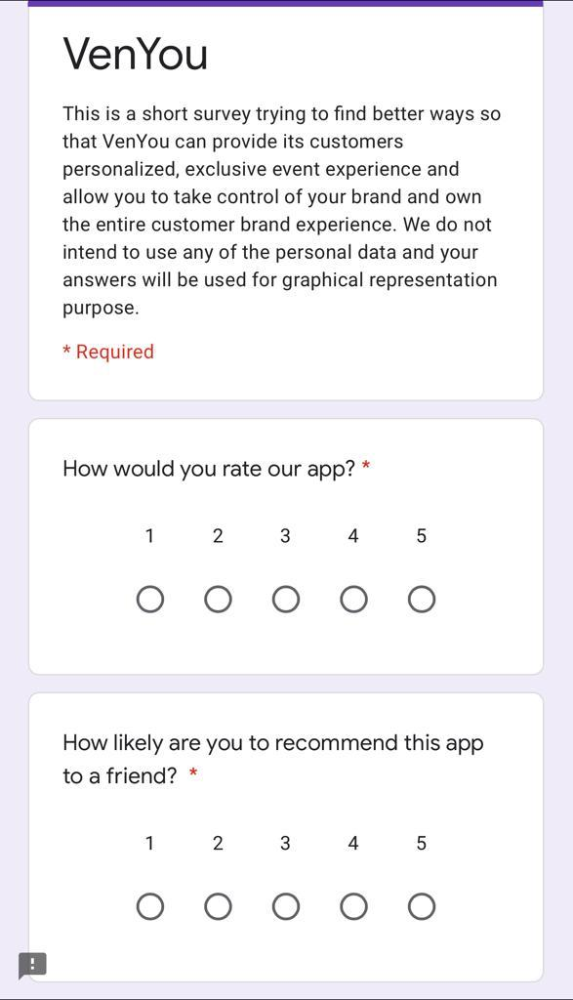 VenYou
This is a short survey trying to find better ways so
that VenYou can provide its customers
personalized, exclusive event experience and
allow you to take control of your brand and own
the entire customer brand experience. We do not
intend to use any of the personal data and your
answers will be used for graphical representation
purpose.
* Required
How would you rate our app? *
1 2 3 4 5
How likely are you to recommend this app
to a friend? *
1 2 3 4 5